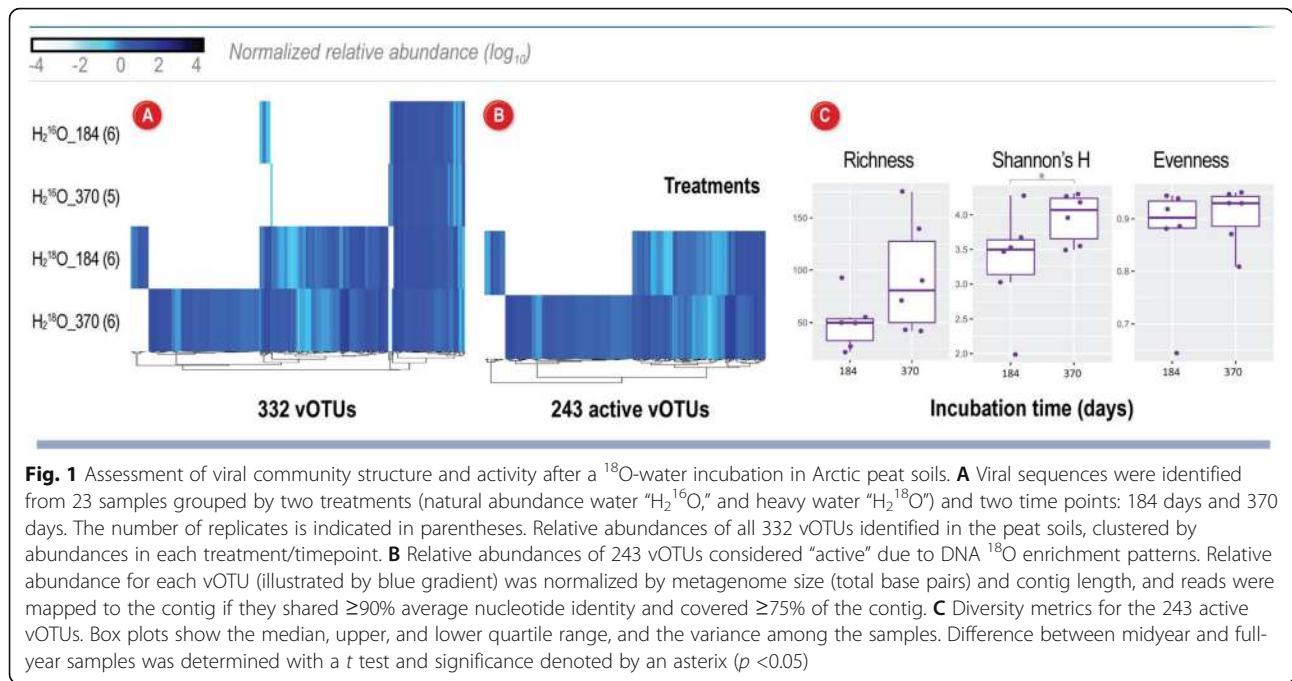 -4 -2 0 2 4 Normalized relative abundance (log₁₀)
A B C
H₂¹⁶O_184 (6)
H₂¹⁶O_370 (5)
H₂¹⁸O_184 (6)
H₂¹⁸O_370 (6)
Treatments
332 vOTUs
243 active vOTUs
Richness Shannon's H Evenness
*
150
100
50
184 370
4.0
3.5
3.0
2.5
2.0
184 370
0.9
0.8
0.7
184 370
Incubation time (days)
Fig. 1 Assessment of viral community structure and activity after a ¹⁸O-water incubation in Arctic peat soils. A Viral sequences were identified
from 23 samples grouped by two treatments (natural abundance water “H₂¹⁶O,” and heavy water “H₂¹⁸O”) and two time points: 184 days and 370
days. The number of replicates is indicated in parentheses. Relative abundances of all 332 vOTUs identified in the peat soils, clustered by
abundances in each treatment/timepoint. B Relative abundances of 243 vOTUs considered “active” due to DNA ¹⁸O enrichment patterns. Relative
abundance for each vOTU (illustrated by blue gradient) was normalized by metagenome size (total base pairs) and contig length, and reads were
mapped to the contig if they shared ≥90% average nucleotide identity and covered ≥75% of the contig. C Diversity metrics for the 243 active
vOTUs. Box plots show the median, upper, and lower quartile range, and the variance among the samples. Difference between midyear and full-
year samples was determined with a t test and significance denoted by an asterix (p <0.05)